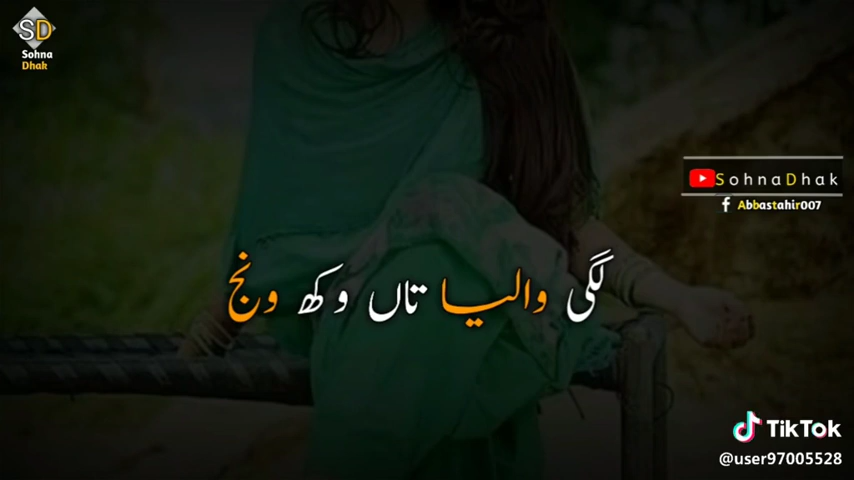 SD
Sohna
Dhak
SohnaDhak
Abbastahir007
لگی والیا تاں وکھ ونج
TikTok
@user97005528